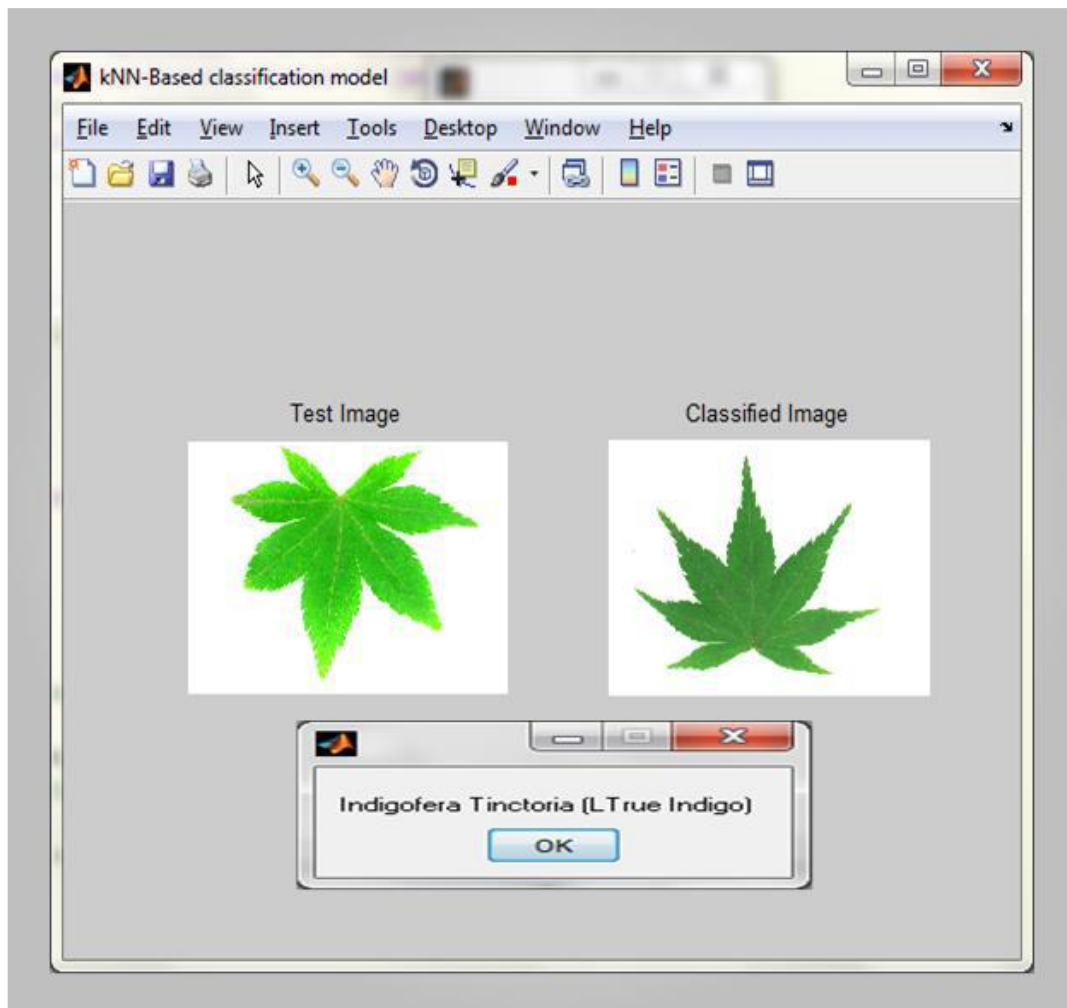 kNN-Based classification model
File Edit View Insert Tools Desktop Window Help
Test Image Classified Image
Indigofera Tinctoria (LTrue Indigo)
OK